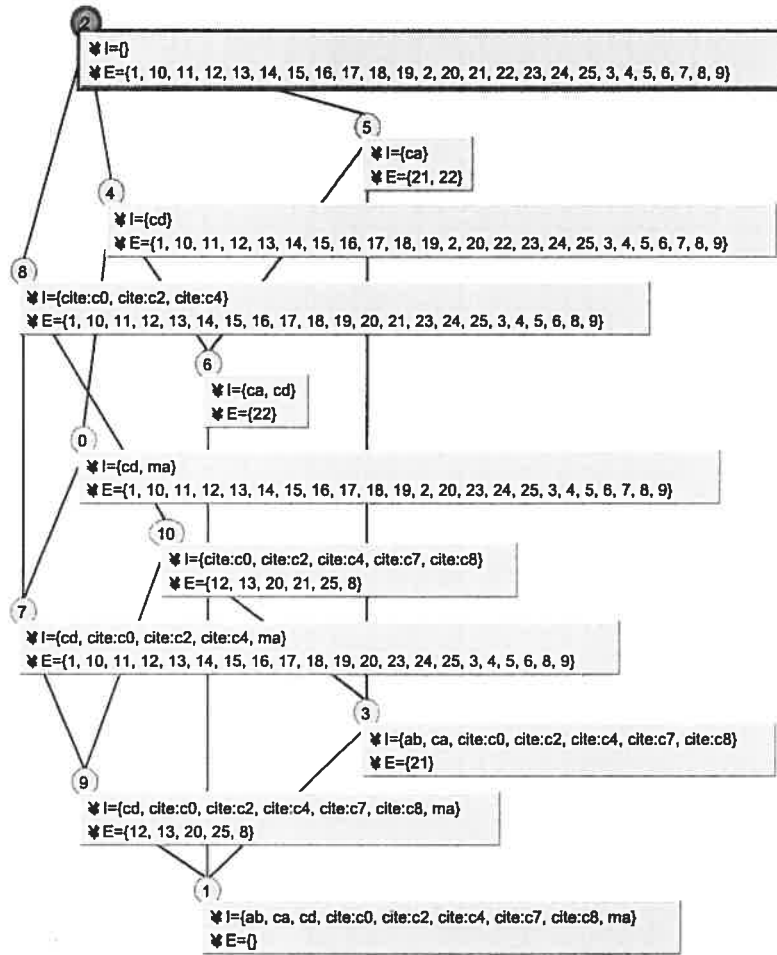 2
¥ I={}
¥ E={1, 10, 11, 12, 13, 14, 15, 16, 17, 18, 19, 2, 20, 21, 22, 23, 24, 25, 3, 4, 5, 6, 7, 8, 9}
5
¥ I={ca}
¥ E={21, 22}
4
¥ I={cd}
¥ E={1, 10, 11, 12, 13, 14, 15, 16, 17, 18, 19, 2, 20, 22, 23, 24, 25, 3, 4, 5, 6, 7, 8, 9}
8
¥ I={cite:c0, cite:c2, cite:c4}
¥ E={1, 10, 11, 12, 13, 14, 15, 16, 17, 18, 19, 20, 21, 23, 24, 25, 3, 4, 5, 6, 8, 9}
6
¥ I={ca, cd}
¥ E={22}
0
¥ I={cd, ma}
¥ E={1, 10, 11, 12, 13, 14, 15, 16, 17, 18, 19, 2, 20, 23, 24, 25, 3, 4, 5, 6, 7, 8, 9}
10
¥ I={cite:c0, cite:c2, cite:c4, cite:c7, cite:c8}
¥ E={12, 13, 20, 21, 25, 8}
7
¥ I={cd, cite:c0, cite:c2, cite:c4, ma}
¥ E={1, 10, 11, 12, 13, 14, 15, 16, 17, 18, 19, 20, 23, 24, 25, 3, 4, 5, 6, 8, 9}
3
¥ I={ab, ca, cite:c0, cite:c2, cite:c4, cite:c7, cite:c8}
¥ E={21}
9
¥ I={cd, cite:c0, cite:c2, cite:c4, cite:c7, cite:c8, ma}
¥ E={12, 13, 20, 25, 8}
1
¥ I={ab, ca, cd, cite:c0, cite:c2, cite:c4, cite:c7, cite:c8, ma}
¥ E={}